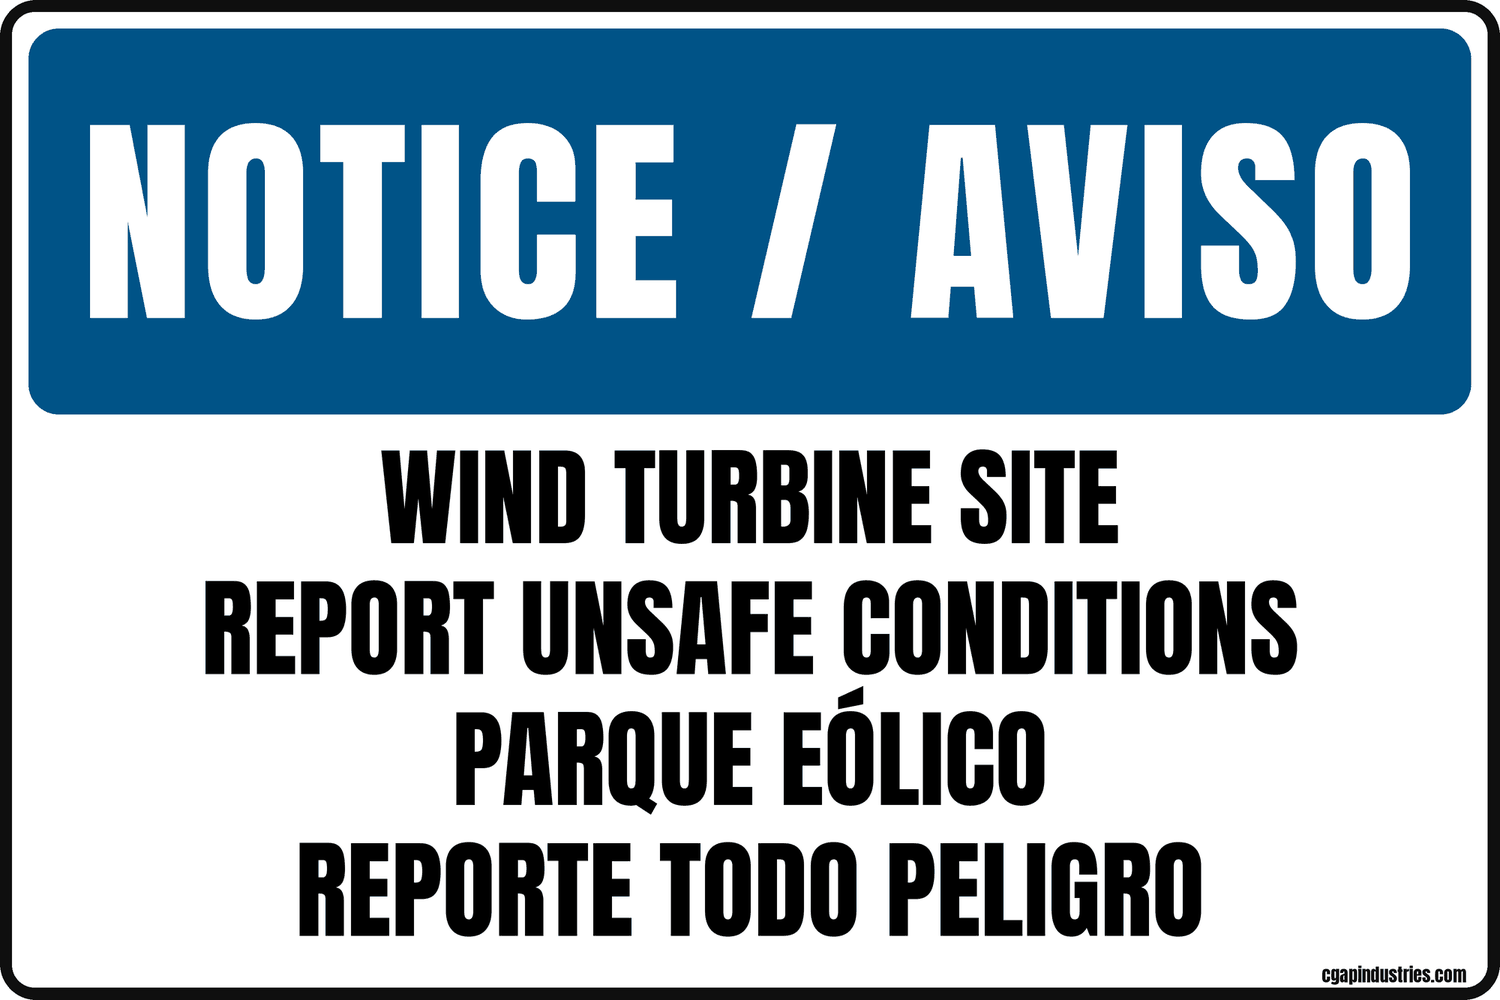 NOTICE / AVISO
WIND TURBINE SITE
REPORT UNSAFE CONDITIONS
PARQUE EÓLICO
REPORTE TODO PELIGRO
cgapindustries.com